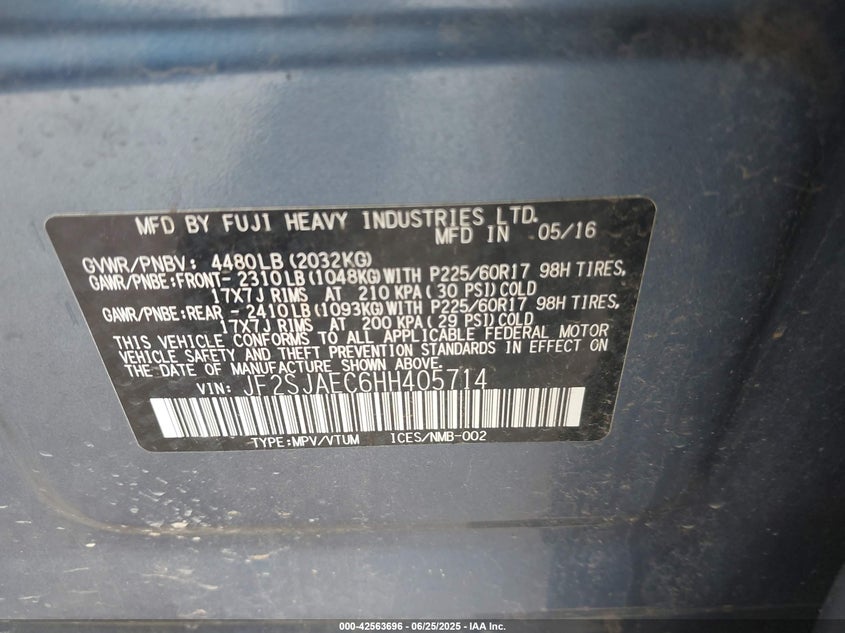 MFD BY FUJI HEAVY INDUSTRIES LTD.
MFD IN 05/16
GVWR/PNBV: 4480LB (2032KG)
GAWR/PNBE:FRONT- 2310LB(1048KG)WITH P225/60R17 98H TIRES,
17X7J RIMS AT 210 KPA(30 PSI)COLD
GAWR/PNBE:REAR - 2410LB(1093KG)WITH P225/60R17 98H TIRES,
17X7J RIMS AT 200 KPA(29 PSI)COLD
THIS VEHICLE CONFORMS TO ALL APPLICABLE FEDERAL MOTOR
VEHICLE SAFETY AND THEFT PREVENTION STANDARDS IN EFFECT ON
THE DATE OF MANUFACTURE SHOWN ABOVE.
VIN: JF2SJAEC6HH405714
TYPE:MPV/VTUM ICES/NMB-002
000-42563696 - 06/25/2025 - IAA Inc.